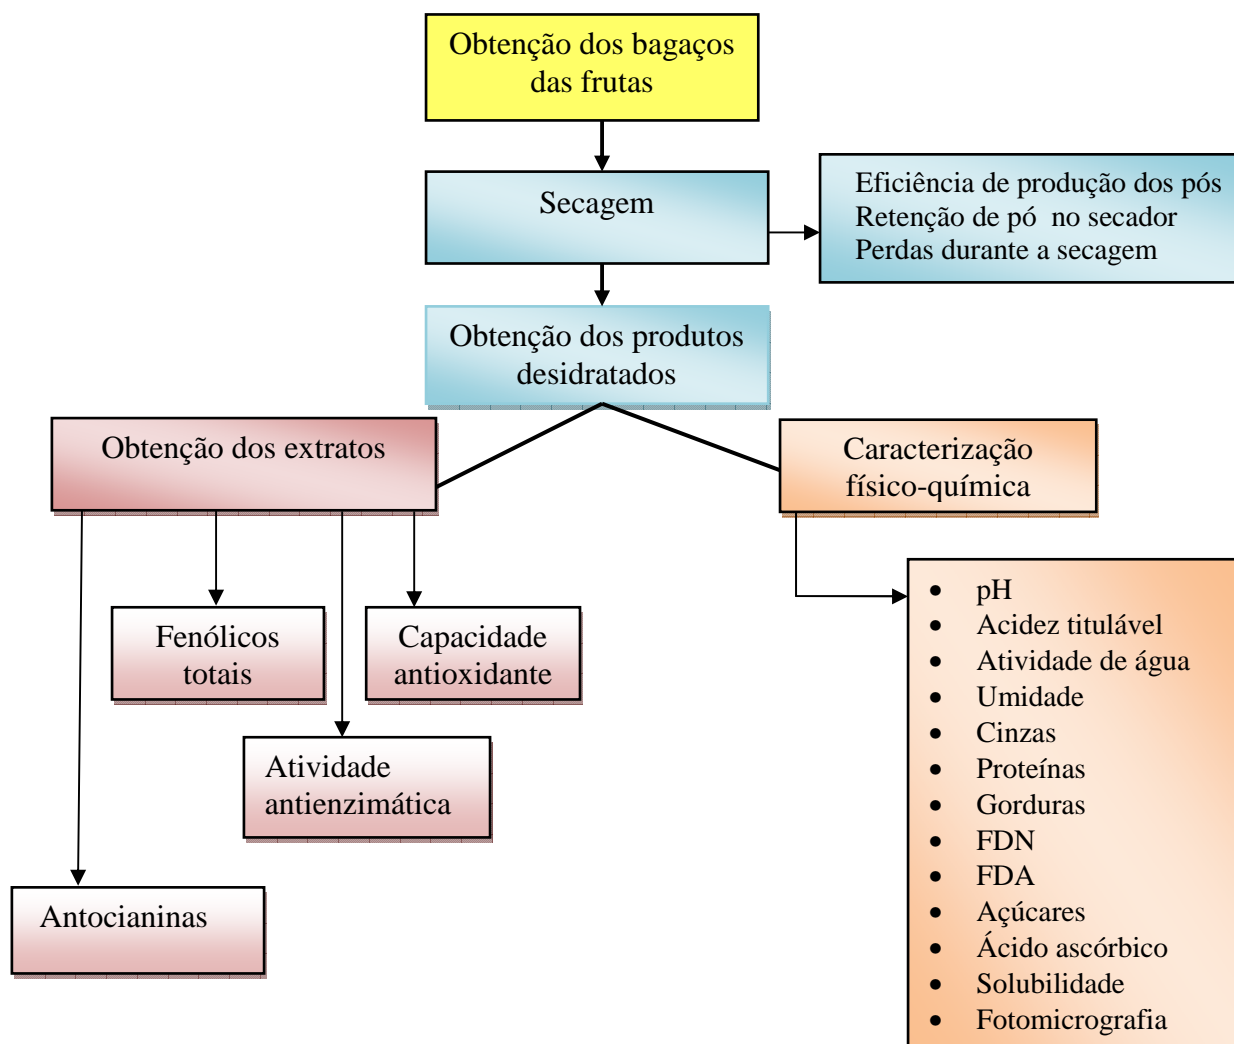 Obtenção dos bagaços
das frutas
Secagem
Eficiência de produção dos pós
Retenção de pó no secador
Perdas durante a secagem
Obtenção dos produtos
desidratados
Obtenção dos extratos
Caracterização
físico-química
Fenólicos
totais
Capacidade
antioxidante
Atividade
antienzimática
Antocianinas
• pH
• Acidez titulável
• Atividade de água
• Umidade
• Cinzas
• Proteínas
• Gorduras
• FDN
• FDA
• Açúcares
• Ácido ascórbico
• Solubilidade
• Fotomicrografia